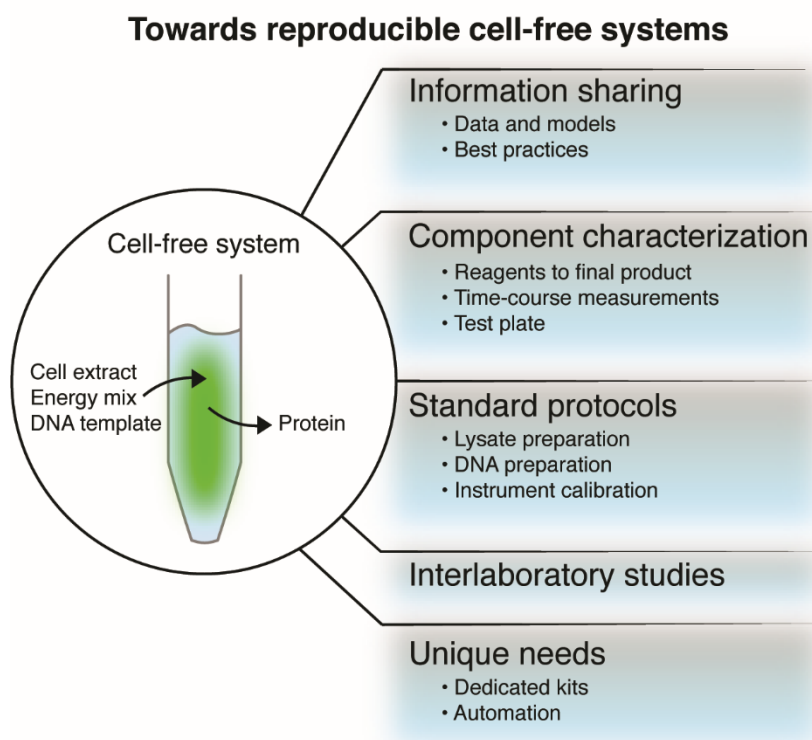 Towards reproducible cell-free systems
Cell-free system
Cell extract
Energy mix
DNA template
Protein
Information sharing
• Data and models
• Best practices
Component characterization
• Reagents to final product
• Time-course measurements
• Test plate
Standard protocols
• Lysate preparation
• DNA preparation
• Instrument calibration
Interlaboratory studies
Unique needs
• Dedicated kits
• Automation